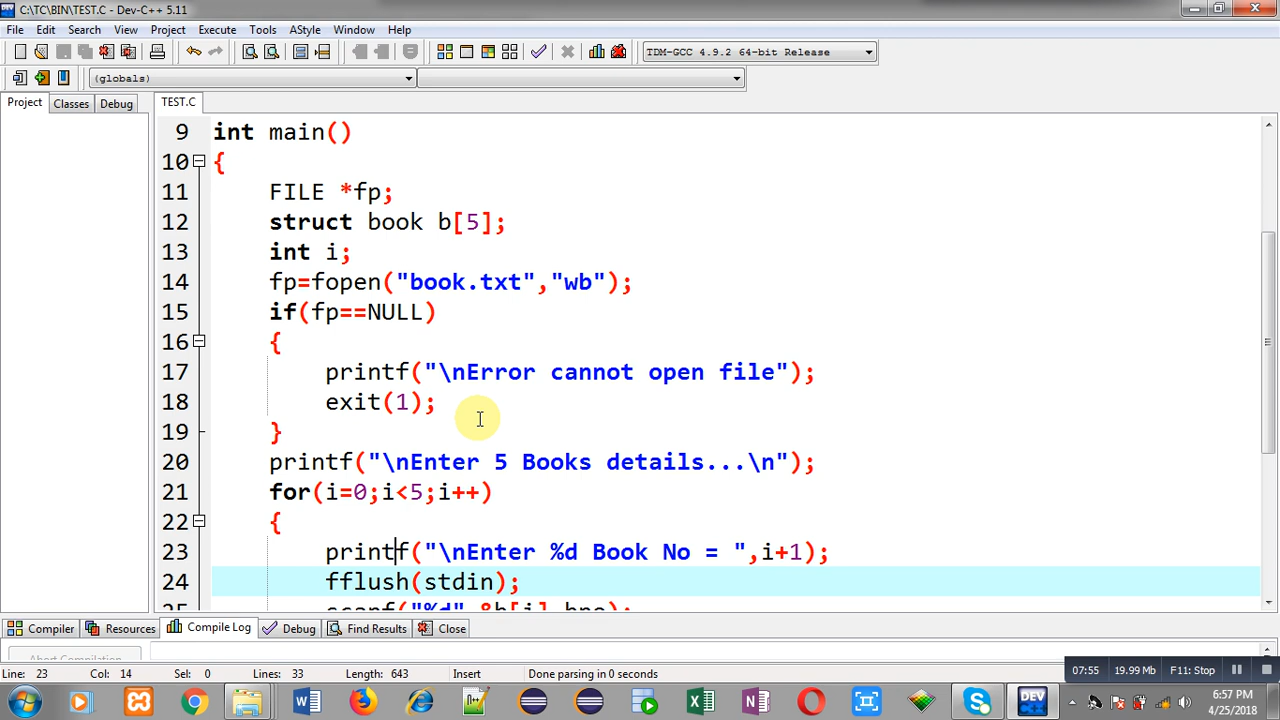 C:\TC\BIN\TEST.C - Dev-C++ 5.11
File Edit Search View Project Execute Tools AStyle Window Help
TDM-GCC 4.9.2 64-bit Release
(globals)
Project Classes Debug TEST.C
9 int main()
10 {
11 FILE *fp;
12 struct book b[5];
13 int i;
14 fp=fopen("book.txt","wb");
15 if(fp==NULL)
16 {
17 printf("\nError cannot open file");
18 exit(1);
19 }
20 printf("\nEnter 5 Books details...\n");
21 for(i=0;i<5;i++)
22 {
23 printf("\nEnter %d Book No = ",i+1);
24 fflush(stdin);
25 scanf("%d",&b[i].bno);
Compiler Resources Compile Log Debug Find Results Close
Abort Compilation
Line: 23 Col: 14 Sel: 0 Lines: 33 Length: 643 Insert Done parsing in 0 seconds
07:55 19.99 Mb F11: Stop
6:57 PM
4/25/2018